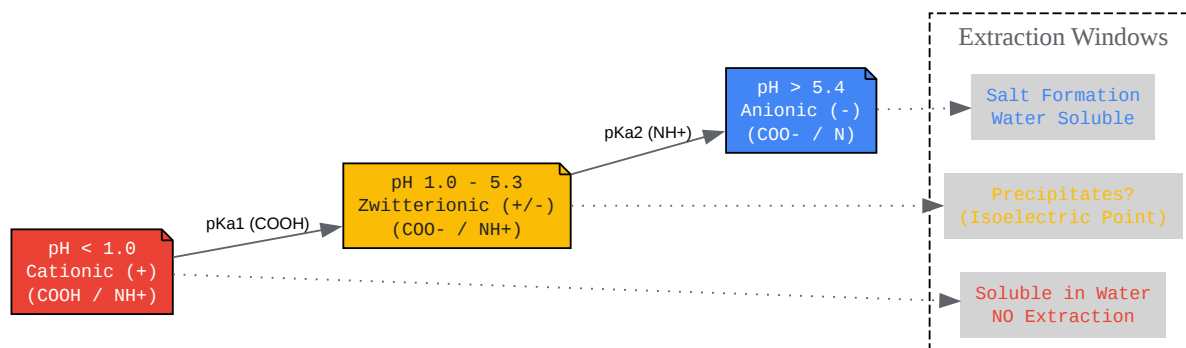 Extraction Windows
pH > 5.4
Anionic (-)
(COO- / N)
Salt Formation
Water Soluble
pKa2 (NH+)
pH 1.0 - 5.3
Zwitterionic (+/-)
(COO- / NH+)
Precipitates?
(Isoelectric Point)
pKa1 (COOH)
pH < 1.0
Cationic (+)
(COOH / NH+)
Soluble in Water
NO Extraction